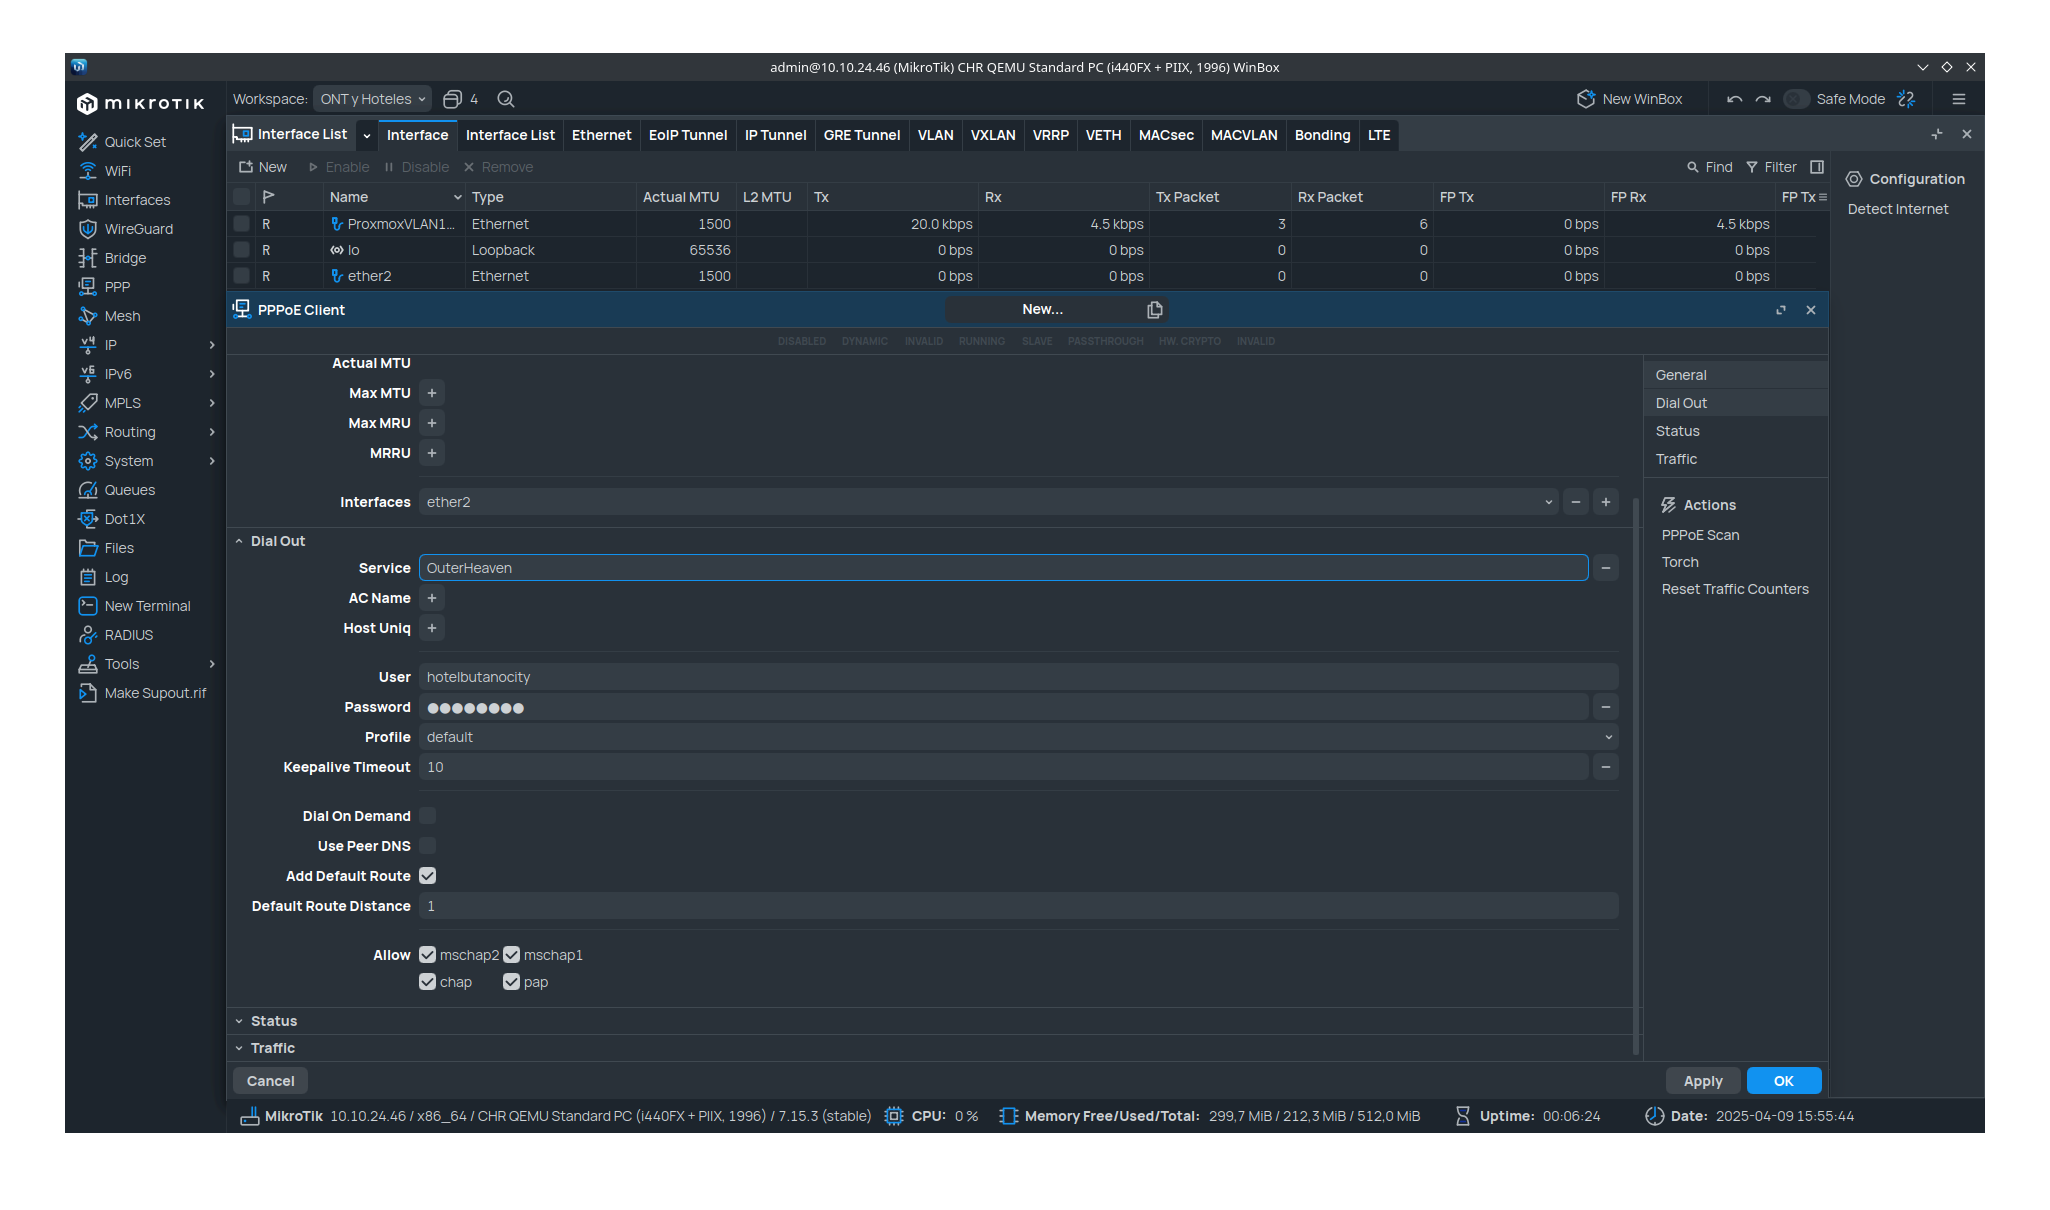 admin@10.10.24.46 (MikroTik) CHR QEMU Standard PC (i440FX + PIIX, 1996) WinBox
MIKROTIK
Workspace: ONT y Hoteles 4 New WinBox Safe Mode
Quick Set
WiFi
Interfaces
WireGuard
Bridge
PPP
Mesh
IP
IPv6
MPLS
Routing
System
Queues
Dot1X
Files
Log
New Terminal
RADIUS
Tools
Make Supout.rif
Interface List Interface Interface List Ethernet EoIP Tunnel IP Tunnel GRE Tunnel VLAN VXLAN VRRP VETH MACsec MACVLAN Bonding LTE
New Enable Disable Remove Find Filter
Name Type Actual MTU L2 MTU Tx Rx Tx Packet Rx Packet FP Tx FP Rx FP Tx
R ProxmoxVLAN1... Ethernet 1500 20.0 kbps 4.5 kbps 3 6 0 bps 4.5 kbps
R lo Loopback 65536 0 bps 0 bps 0 0 0 bps 0 bps
R ether2 Ethernet 1500 0 bps 0 bps 0 0 0 bps 0 bps
Configuration
Detect Internet
PPPoE Client New...
DISABLED DYNAMIC INVALID RUNNING SLAVE PASSTHROUGH HW. CRYPTO INVALID
Actual MTU
Max MTU +
Max MRU +
MRRU +
Interfaces ether2 − +
Dial Out
Service OuterHeaven −
AC Name +
Host Uniq +
User hotelbutanocity
Password ●●●●●●●● −
Profile default
Keepalive Timeout 10 −
Dial On Demand
Use Peer DNS
Add Default Route
Default Route Distance 1
Allow mschap2 mschap1
chap pap
Status
Traffic
General
Dial Out
Status
Traffic
Actions
PPPoE Scan
Torch
Reset Traffic Counters
Cancel Apply OK
MikroTik 10.10.24.46 / x86_64 / CHR QEMU Standard PC (i440FX + PIIX, 1996) / 7.15.3 (stable) CPU: 0 % Memory Free/Used/Total: 299,7 MiB / 212,3 MiB / 512,0 MiB Uptime: 00:06:24 Date: 2025-04-09 15:55:44